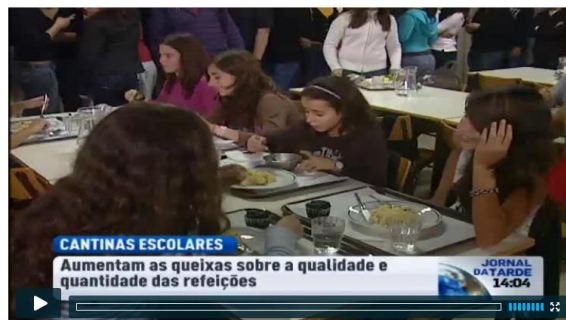 CANTINAS ESCOLARES
Aumentam as queixas sobre a qualidade e
quantidade das refeições
JORNAL
DA TARDE
14:04